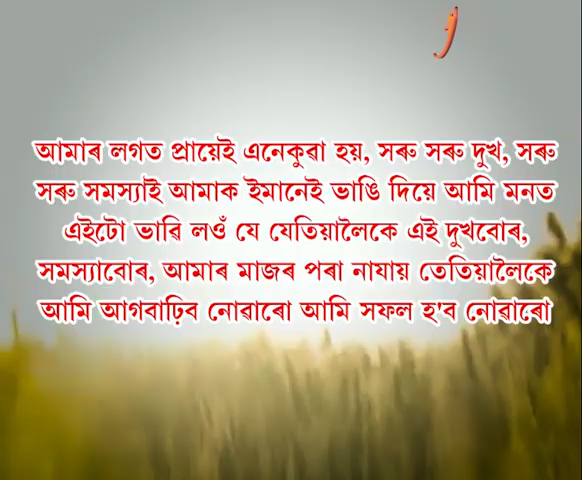 আমাৰ লগত প্ৰায়েই এনেকুৱা হয়, সৰু সৰু দুখ, সৰু
সৰু সমস্যাই আমাক ইমানেই ভাঙি দিয়ে আমি মনত
এইটো ভাৱি লওঁ যে যেতিয়ালৈকে এই দুখবোৰ,
সমস্যাবোৰ, আমাৰ মাজৰ পৰা নাযায় তেতিয়ালৈকে
আমি আগবাঢ়িব নোৱাৰো আমি সফল হ'ব নোৱাৰো